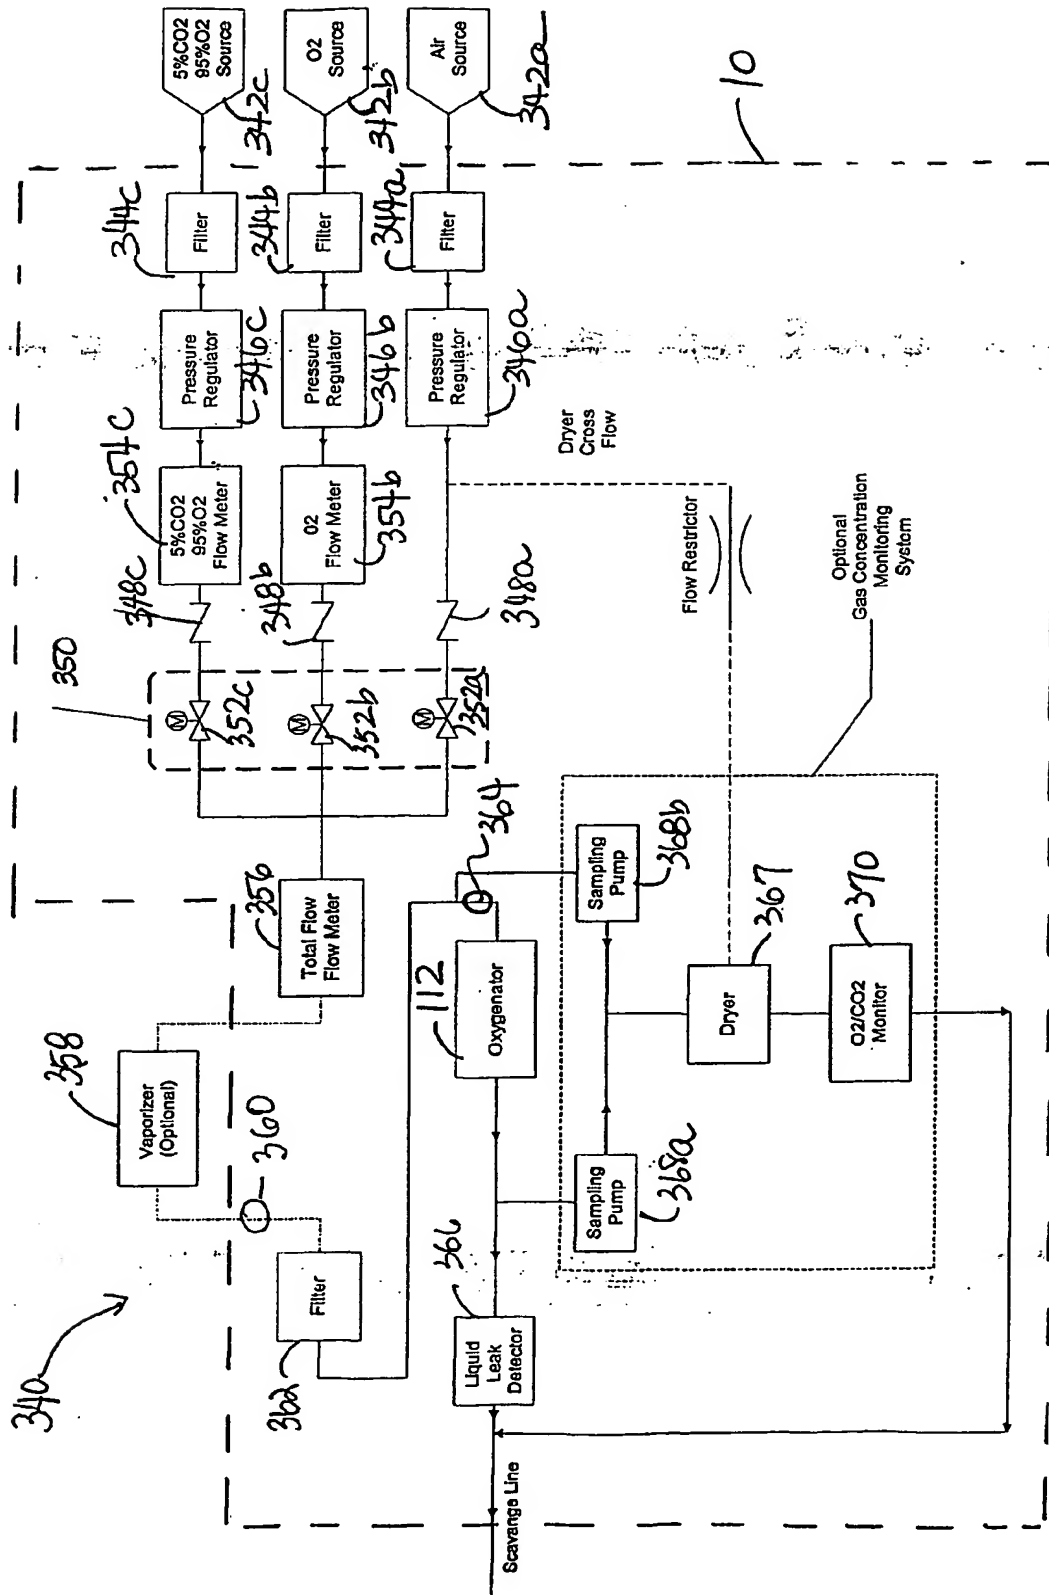 340
350
10
5%CO2
95%O2
Source
342c
O2
Source
342b
Air
Source
342a
344c
Filter
344b
Filter
344a
Filter
Pressure
Regulator
346c
Pressure
Regulator
346b
Pressure
Regulator
346a
354c
5%CO2
95%O2
Flow Meter
O2
Flow Meter
354b
348c
348b
348a
352c
M
352b
M
352a
M
356
Total Flow
Flow Meter
358
Vaporizer
(Optional)
360
Filter
362
364
112
Oxygenator
366
Liquid
Leak
Detector
Scavange Line
Sampling
Pump
368a
Sampling
Pump
368b
Dryer
367
O2/CO2
Monitor
370
Dryer
Cross
Flow
Flow Restrictor
Optional
Gas Concentration
Monitoring
System